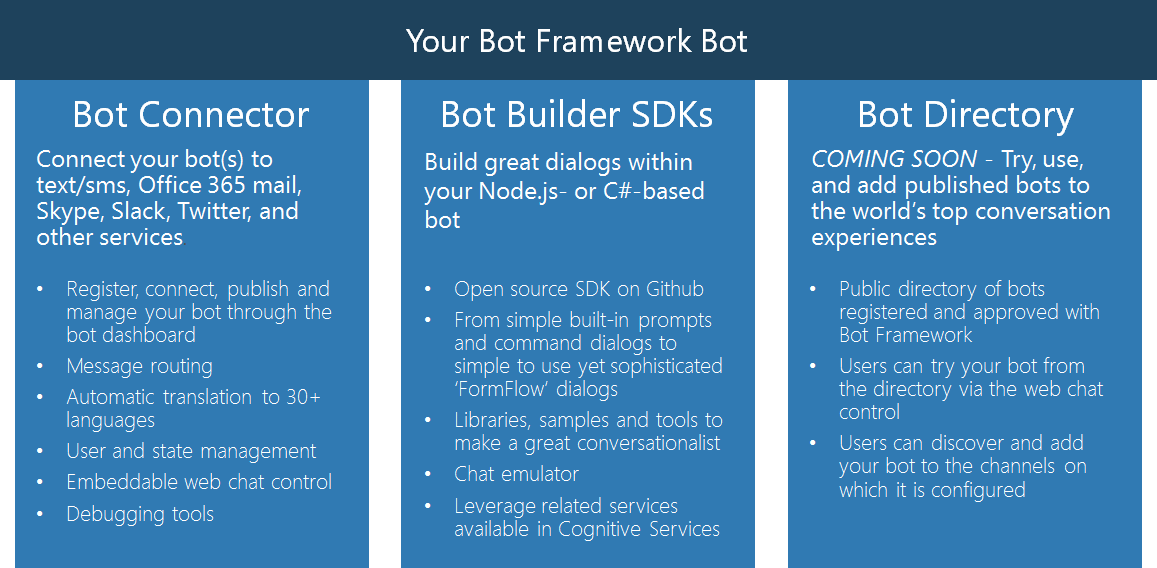 Your Bot Framework Bot
Bot Connector
Connect your bot(s) to
text/sms, Office 365 mail,
Skype, Slack, Twitter, and
other services.
• Register, connect, publish and
manage your bot through the
bot dashboard
• Message routing
• Automatic translation to 30+
languages
• User and state management
• Embeddable web chat control
• Debugging tools
Bot Builder SDKs
Build great dialogs within
your Node.js- or C#-based
bot
• Open source SDK on Github
• From simple built-in prompts
and command dialogs to
simple to use yet sophisticated
‘FormFlow’ dialogs
• Libraries, samples and tools to
make a great conversationalist
• Chat emulator
• Leverage related services
available in Cognitive Services
Bot Directory
COMING SOON - Try, use,
and add published bots to
the world’s top conversation
experiences
• Public directory of bots
registered and approved with
Bot Framework
• Users can try your bot from
the directory via the web chat
control
• Users can discover and add
your bot to the channels on
which it is configured